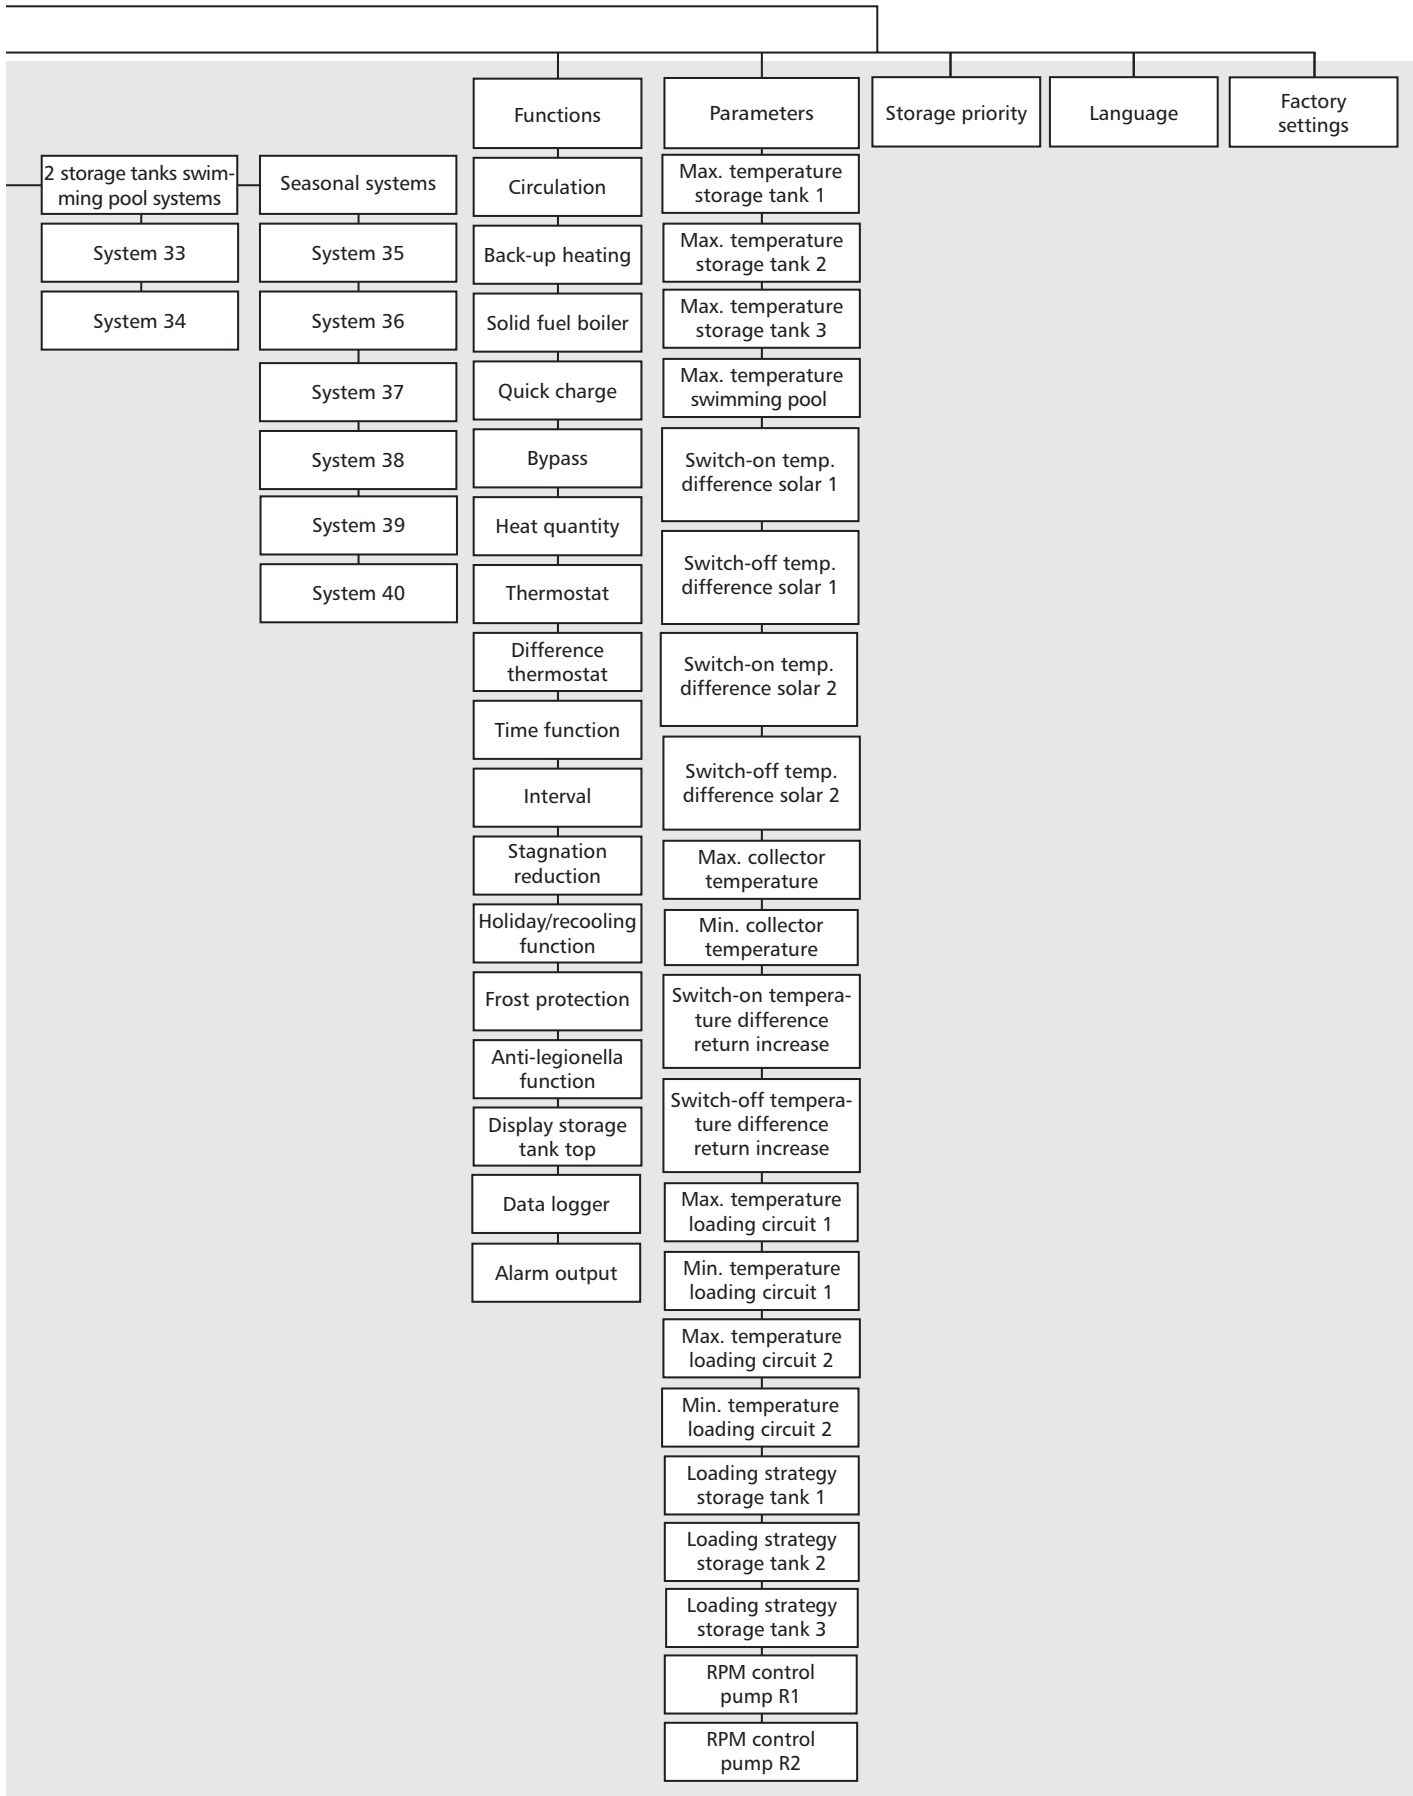 Functions
Parameters
Storage priority
Language
Factory
settings
2 storage tanks swim-
ming pool systems
System 33
System 34
Seasonal systems
System 35
System 36
System 37
System 38
System 39
System 40
Circulation
Back-up heating
Solid fuel boiler
Quick charge
Bypass
Heat quantity
Thermostat
Difference
thermostat
Time function
Interval
Stagnation
reduction
Holiday/recooling
function
Frost protection
Anti-legionella
function
Display storage
tank top
Data logger
Alarm output
Max. temperature
storage tank 1
Max. temperature
storage tank 2
Max. temperature
storage tank 3
Max. temperature
swimming pool
Switch-on temp.
difference solar 1
Switch-off temp.
difference solar 1
Switch-on temp.
difference solar 2
Switch-off temp.
difference solar 2
Max. collector
temperature
Min. collector
temperature
Switch-on tempera-
ture difference
return increase
Switch-off tempera-
ture difference
return increase
Max. temperature
loading circuit 1
Min. temperature
loading circuit 1
Max. temperature
loading circuit 2
Min. temperature
loading circuit 2
Loading strategy
storage tank 1
Loading strategy
storage tank 2
Loading strategy
storage tank 3
RPM control
pump R1
RPM control
pump R2